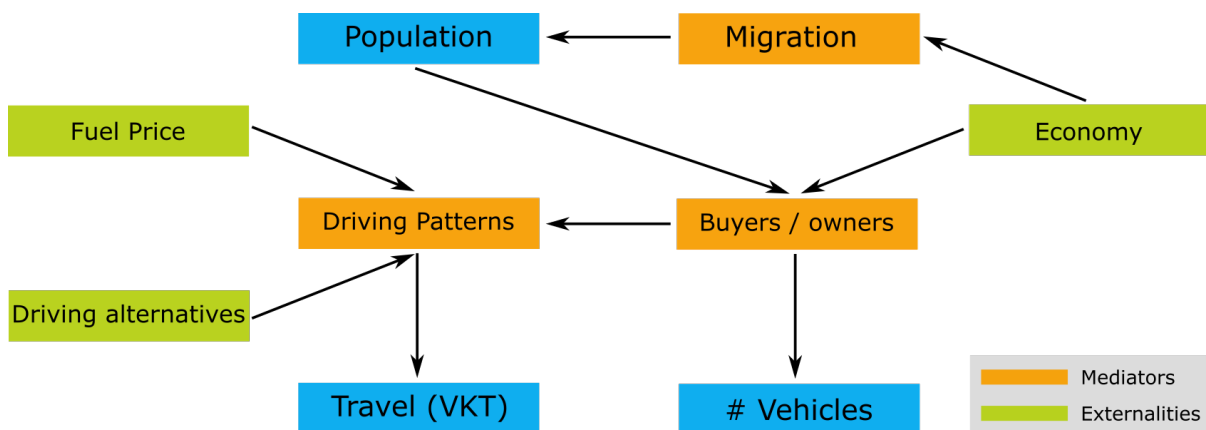 Population
Migration
Fuel Price
Economy
Driving Patterns
Buyers / owners
Driving alternatives
Travel (VKT)
# Vehicles
Mediators
Externalities